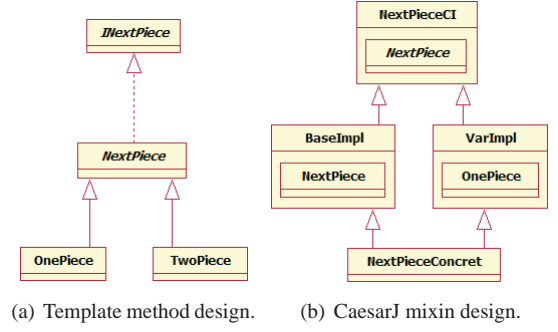 INextPiece
NextPiece
OnePiece TwoPiece
(a) Template method design.
NextPieceCI
NextPiece
BaseImpl VarImpl
NextPiece OnePiece
NextPieceConcret
(b) CaesarJ mixin design.